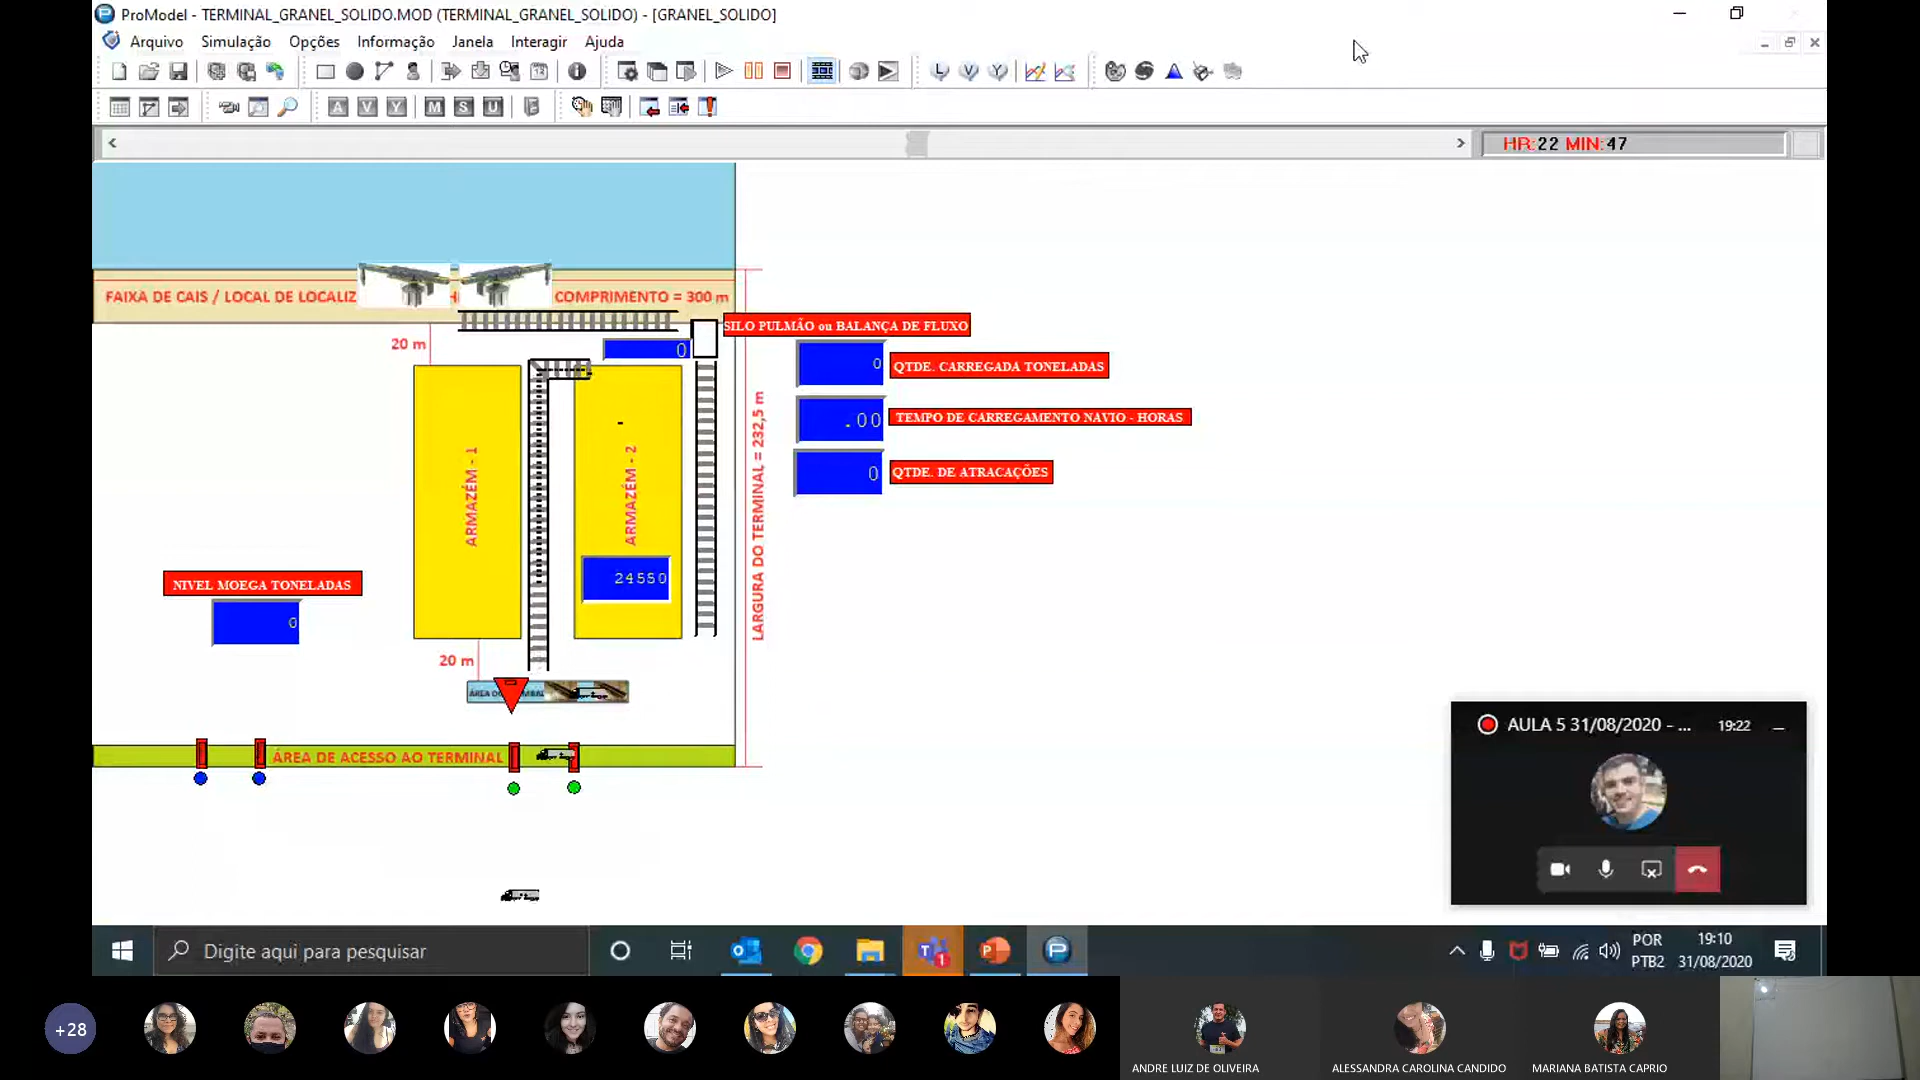 ProModel - TERMINAL_GRANEL_SOLIDO.MOD (TERMINAL_GRANEL_SOLIDO) - [GRANEL_SOLIDO]
Arquivo Simulação Opções Informação Janela Interagir Ajuda
HR:22 MIN:47
FAIXA DE CAIS / LOCAL DE LOCALIZ
COMPRIMENTO = 300 m
SILO PULMÃO ou BALANÇA DE FLUXO
20 m
0
0
QTDE. CARREGADA TONELADAS
.00
TEMPO DE CARREGAMENTO NAVIO - HORAS
0
QTDE. DE ATRACAÇÕES
ARMAZÉM - 1
ARMAZÉM - 2
LARGURA DO TERMINAL = 232,5 m
24550
NIVEL MOEGA TONELADAS
0
20 m
ÁREA DE ACESSO AO TERMINAL
AULA 5 31/08/2020 - ... 19:22
Digite aqui para pesquisar
POR
PTB2
19:10
31/08/2020
+28
ANDRE LUIZ DE OLIVEIRA
ALESSANDRA CAROLINA CANDIDO
MARIANA BATISTA CAPRIO